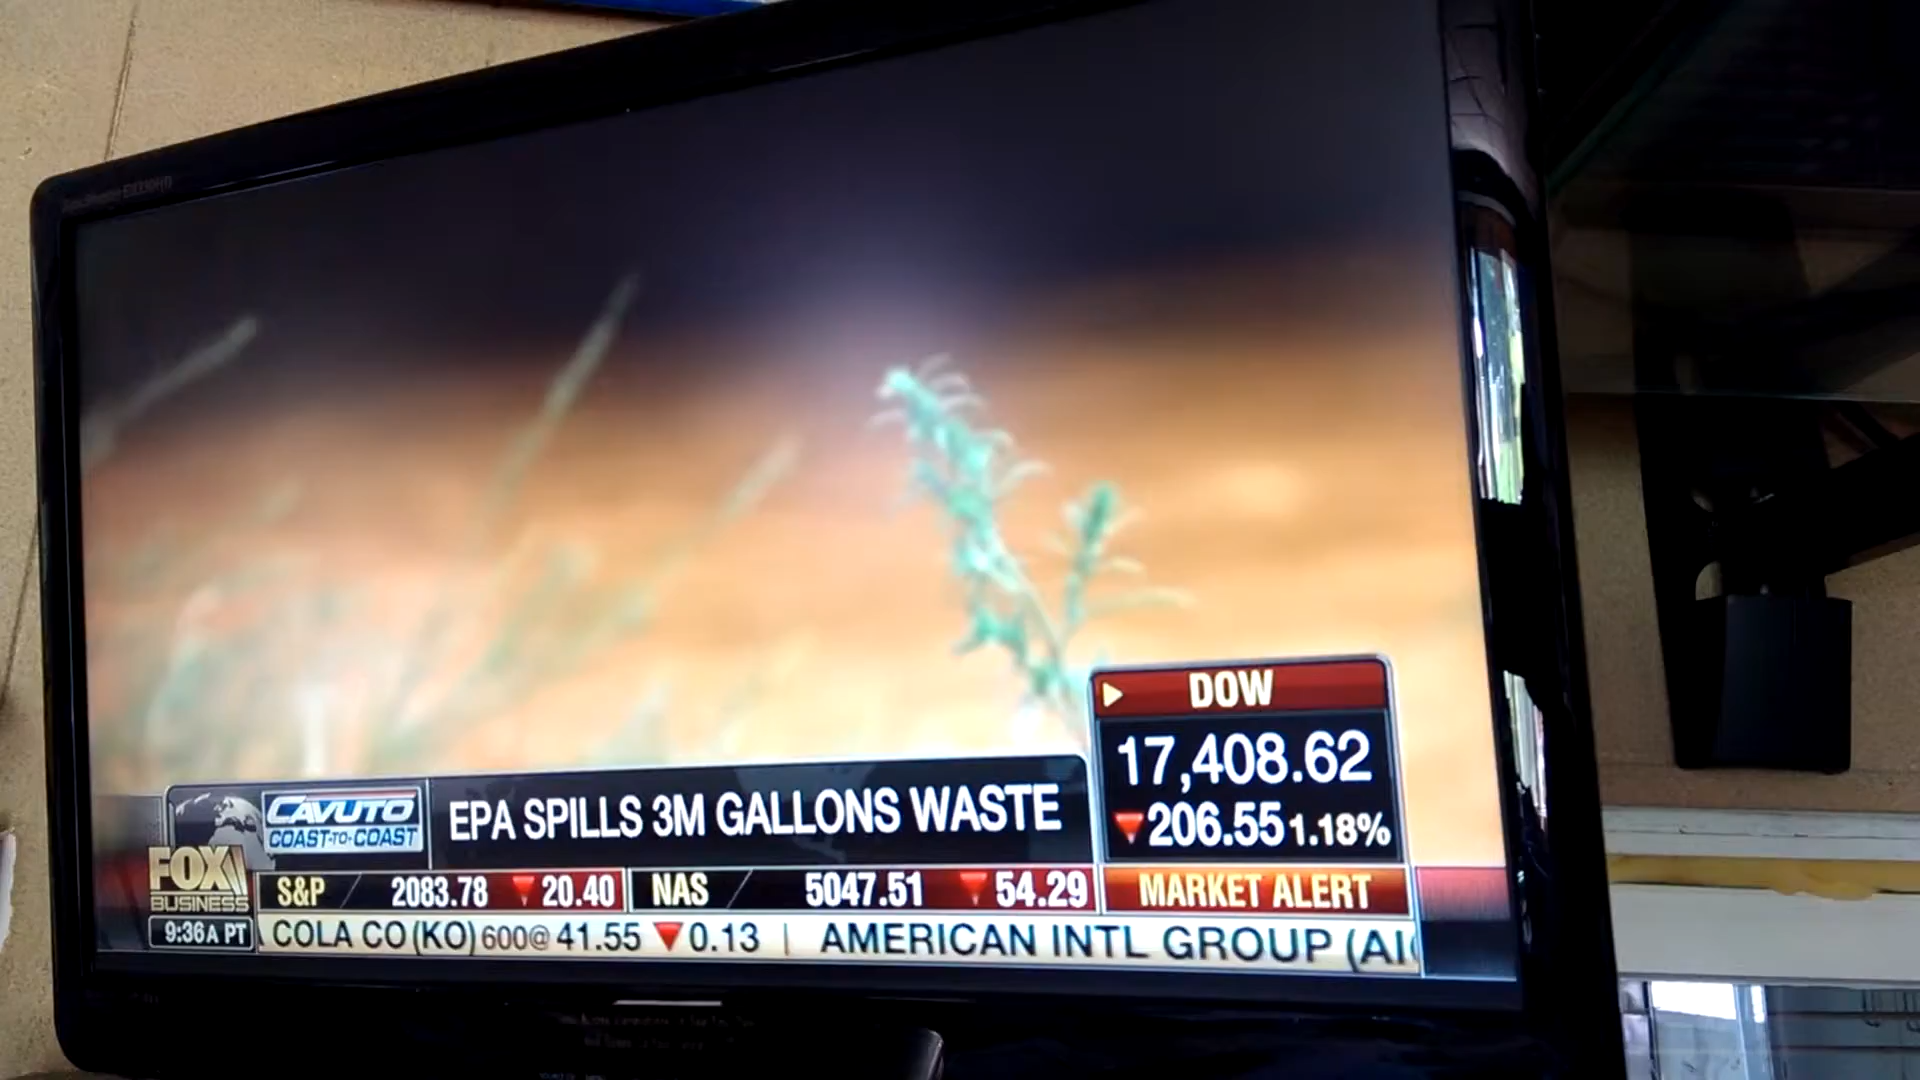 DOW
17,408.62
206.55 1.18%
CAVUTO
COAST-TO-COAST
EPA SPILLS 3M GALLONS WASTE
FOX
BUSINESS
S&P 2083.78 20.40 NAS 5047.51 54.29 MARKET ALERT
9:36A PT
COLA CO (KO) 600@ 41.55 0.13 | AMERICAN INTL GROUP (AI